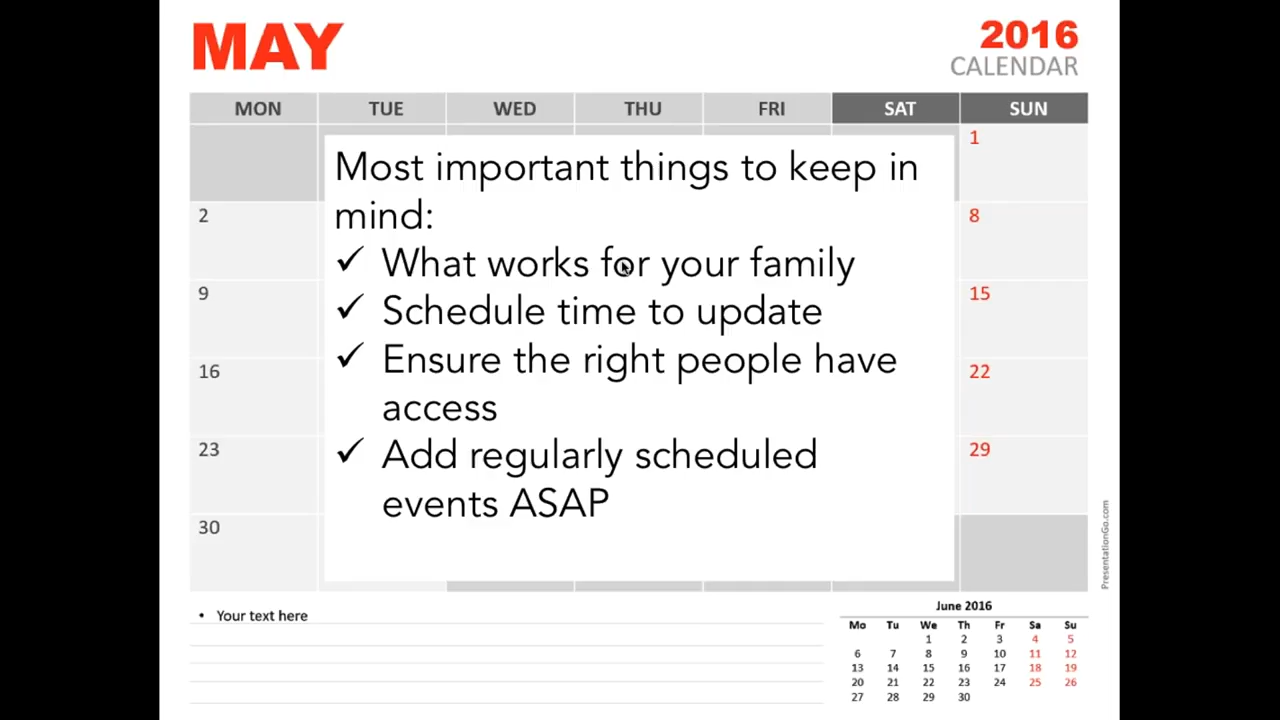 MAY
2016
CALENDAR
MON TUE WED THU FRI SAT SUN
1
Most important things to keep in
mind:
✓ What works for your family
✓ Schedule time to update
✓ Ensure the right people have
access
✓ Add regularly scheduled
events ASAP
2 8
9 15
16 22
23 29
30
PresentationGo.com
• Your text here
June 2016
Mo Tu We Th Fr Sa Su
1 2 3 4 5
6 7 8 9 10 11 12
13 14 15 16 17 18 19
20 21 22 23 24 25 26
27 28 29 30